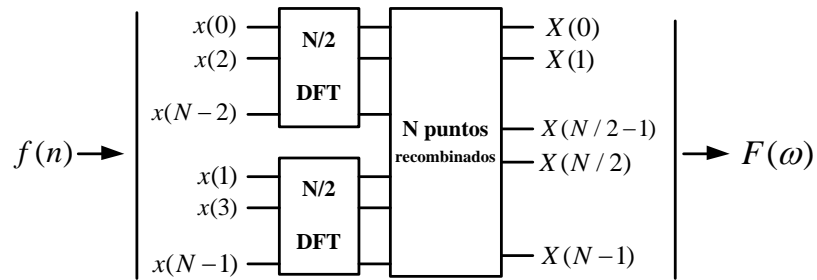 x(0) N/2 X(0)
x(2) X(1)
x(N−2) DFT
N puntos X(N/2−1)
f(n) recombinados X(N/2) F(ω)
x(1) N/2
x(3)
DFT
x(N−1) X(N−1)